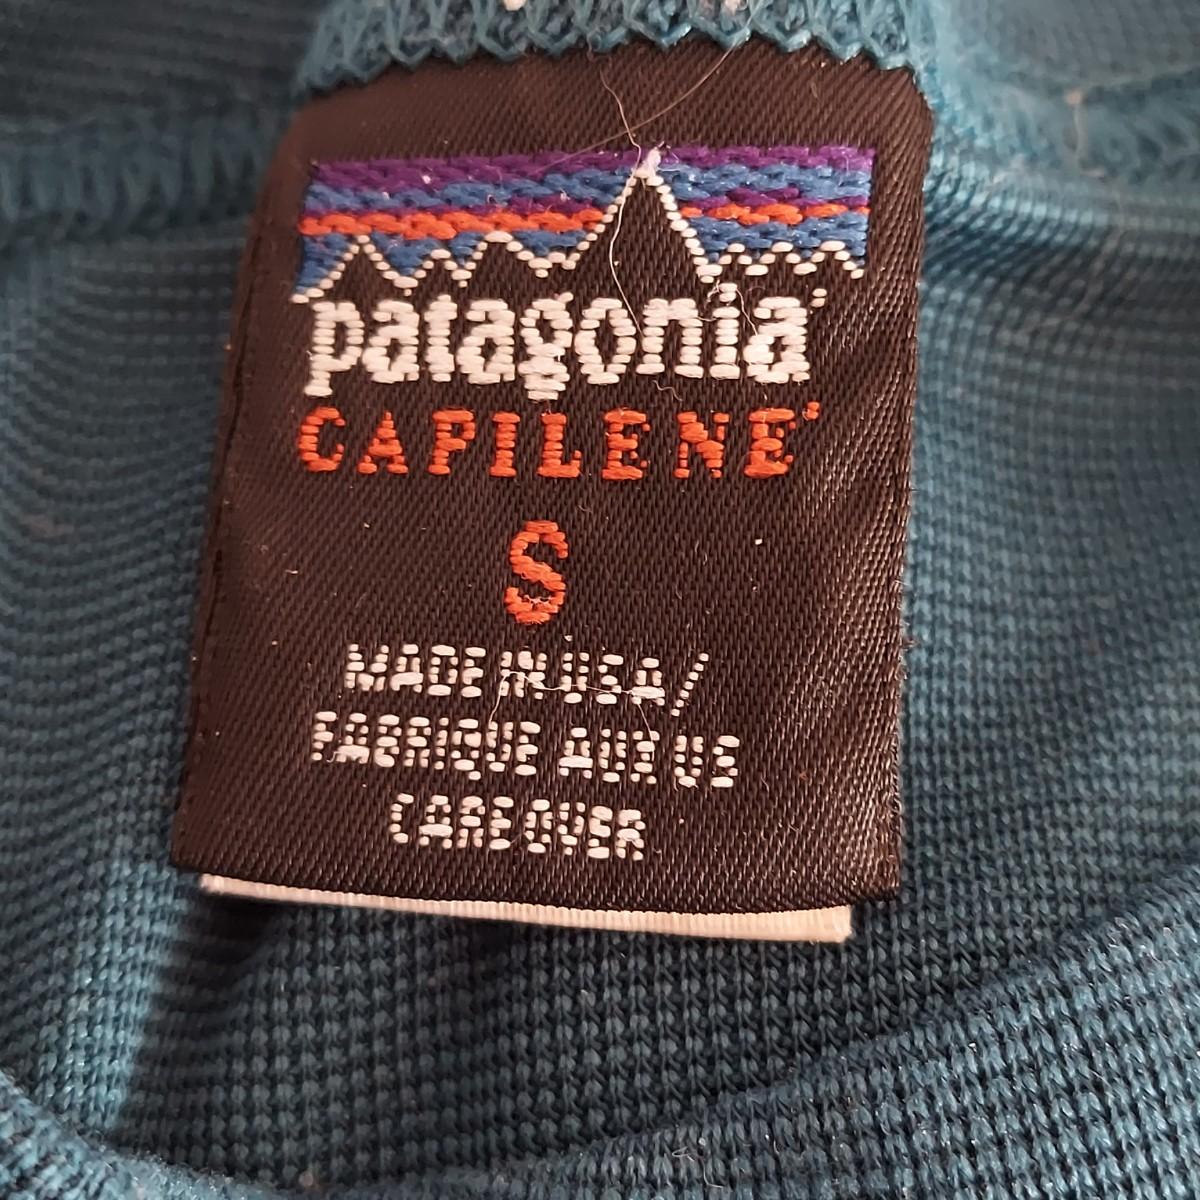 patagonia
CAPILENE
S
MADE IN USA/
FABRIQUE AUX US
CARE OVER